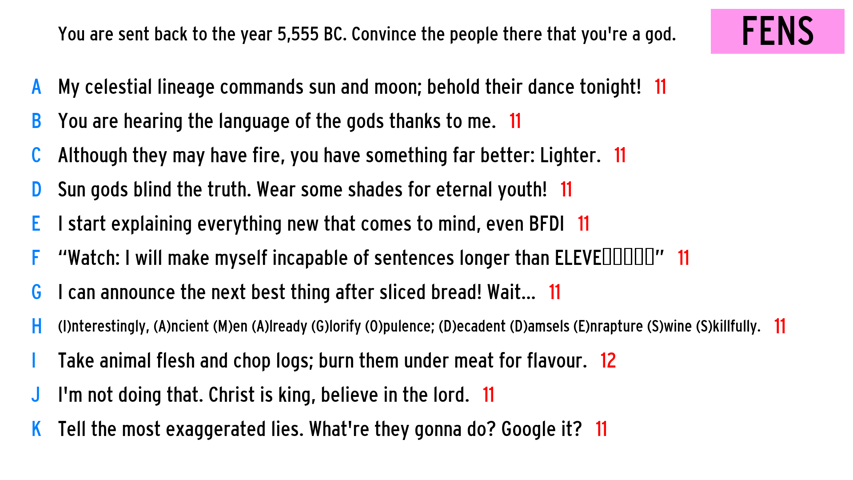 You are sent back to the year 5,555 BC. Convince the people there that you're a god.
FENS
A My celestial lineage commands sun and moon; behold their dance tonight! 11
B You are hearing the language of the gods thanks to me. 11
C Although they may have fire, you have something far better: Lighter. 11
D Sun gods blind the truth. Wear some shades for eternal youth! 11
E I start explaining everything new that comes to mind, even BFDI 11
F “Watch: I will make myself incapable of sentences longer than ELEVE▯▯▯▯▯” 11
G I can announce the next best thing after sliced bread! Wait... 11
H (I)nterestingly, (A)ncient (M)en (A)lready (G)lorify (O)pulence; (D)ecadent (D)amsels (E)nrapture (S)wine (S)killfully. 11
I Take animal flesh and chop logs; burn them under meat for flavour. 12
J I'm not doing that. Christ is king, believe in the lord. 11
K Tell the most exaggerated lies. What're they gonna do? Google it? 11